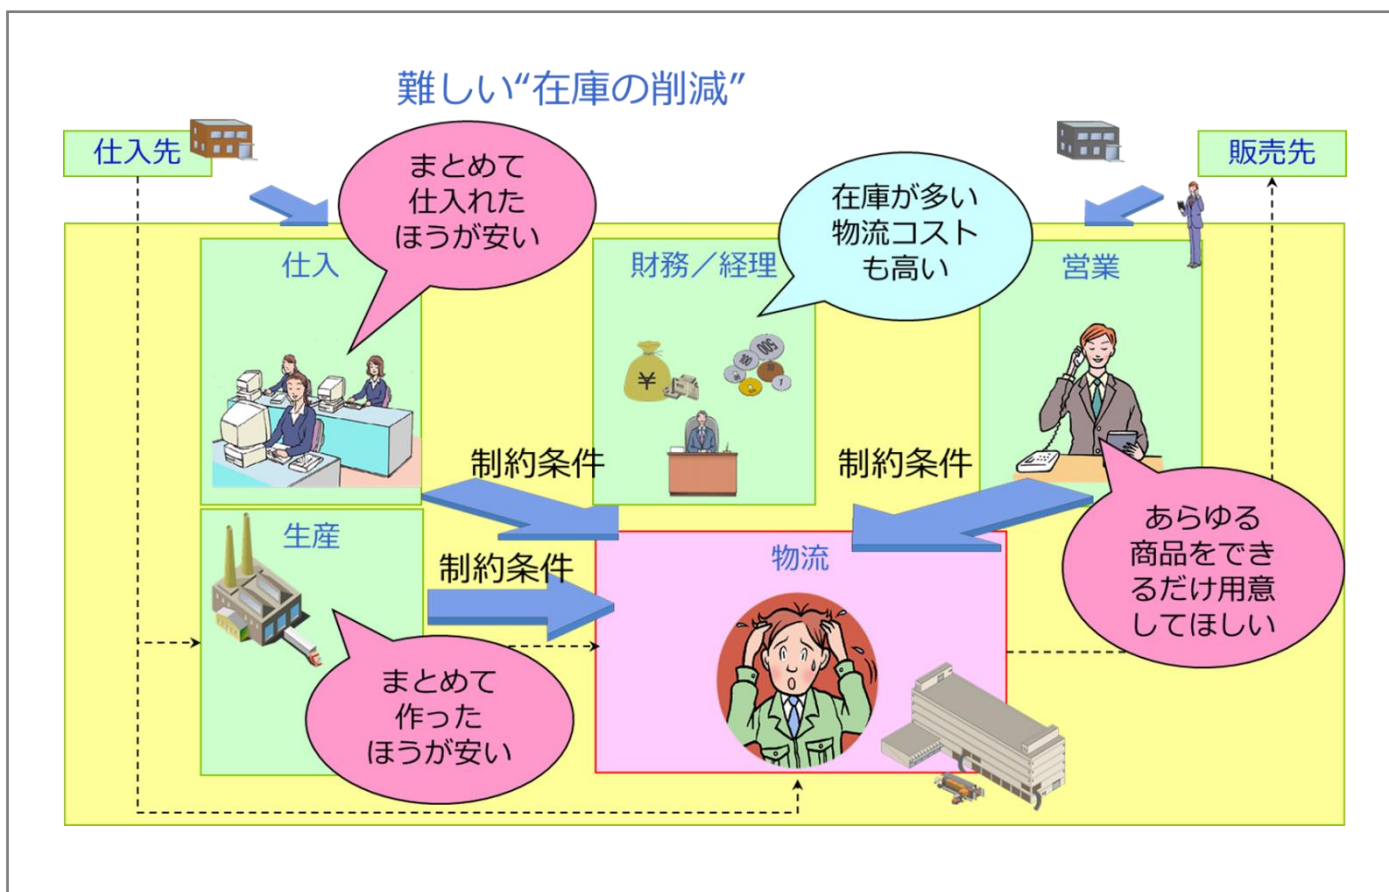 難しい“在庫の削減”
仕入先
販売先
まとめて
仕入れた
ほうが安い
在庫が多い
物流コスト
も高い
仕入
財務／経理
営業
¥
500
100
10
1
制約条件
制約条件
あらゆる
商品をでき
るだけ用意
してほしい
生産
制約条件
物流
まとめて
作った
ほうが安い